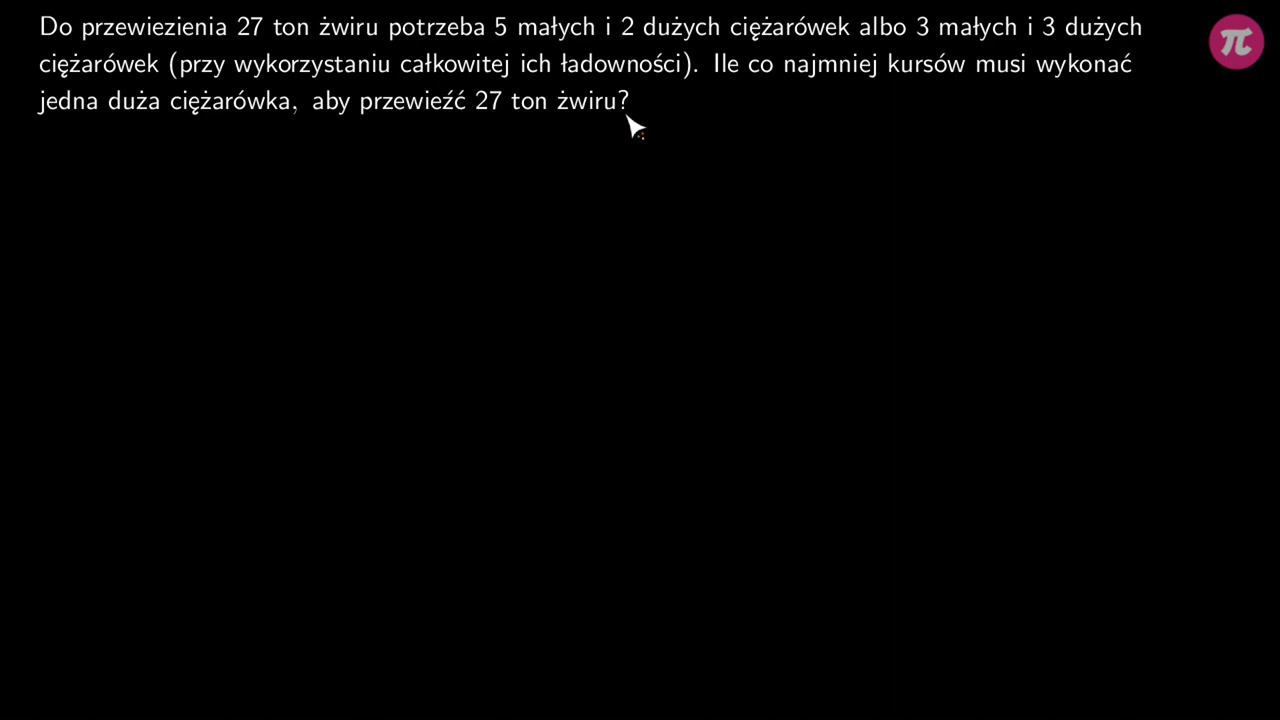 Do przewiezienia 27 ton żwiru potrzeba 5 małych i 2 dużych ciężarówek albo 3 małych i 3 dużych
ciężarówek (przy wykorzystaniu całkowitej ich ładowności). Ile co najmniej kursów musi wykonać
jedna duża ciężarówka, aby przewieźć 27 ton żwiru?
π